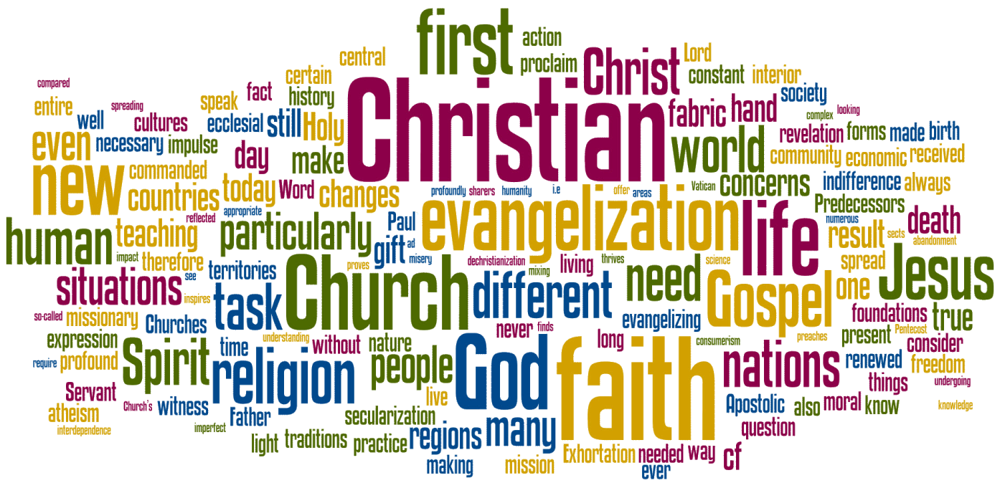 first
action
proclaim
central
certain
history
Christ
Lord
constant
interior
society
compared
entire
well
spreading
cultures
speak
fact
ecclesial
still
Holy
Christian
fabric
hand
complex
looking
revelation
forms
made
birth
even
necessary
impulse
day
make
world
community
economic
received
new
commanded
countries
today
Word
changes
profoundly
sharers
humanity
i.e
offer
areas
Vatican
concerns
indifference
always
Predecessors
human
teaching
reflected
appropriate
particularly
Paul
gift
ad
misery
evangelization
life
numerous
result
sects
death
abandonment
impact
therefore
see
territories
proves
dechristianization
mixing
living
thrives
science
spread
situations
inspires
task
Church
different
need
Gospel
one
Jesus
so-called
missionary
Churches
evangelizing
foundations
true
expression
understanding
without
nature
never
finds
long
consumerism
preaches
Pentecost
present
consider
require
profound
Spirit
time
religion
people
God
faith
nations
renewed
freedom
things
undergoing
Servant
Church's
witness
Father
live
secularization
Apostolic
also
moral
know
knowledge
atheism
interdependence
imperfect
light
traditions
practice
regions
many
question
making
mission
Exhortation
needed
way
cf
ever